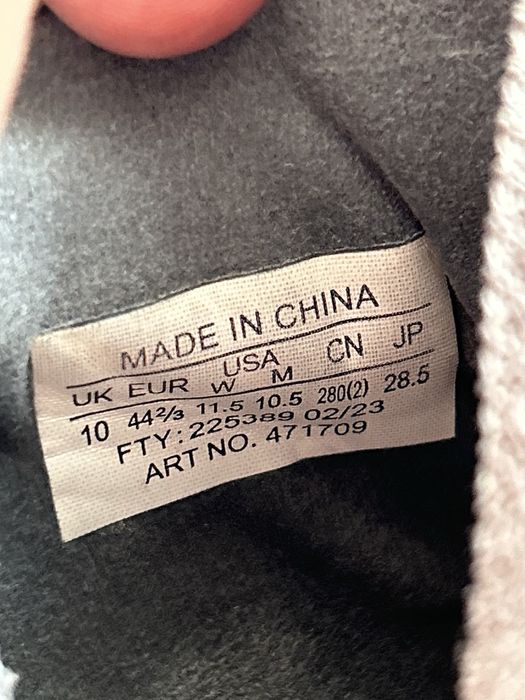 MADE IN CHINA
UK EUR USA CN JP
W M
10 44²/₃ 11.5 10.5 280(2) 28.5
FTY: 225389 02/23
ART NO. 471709